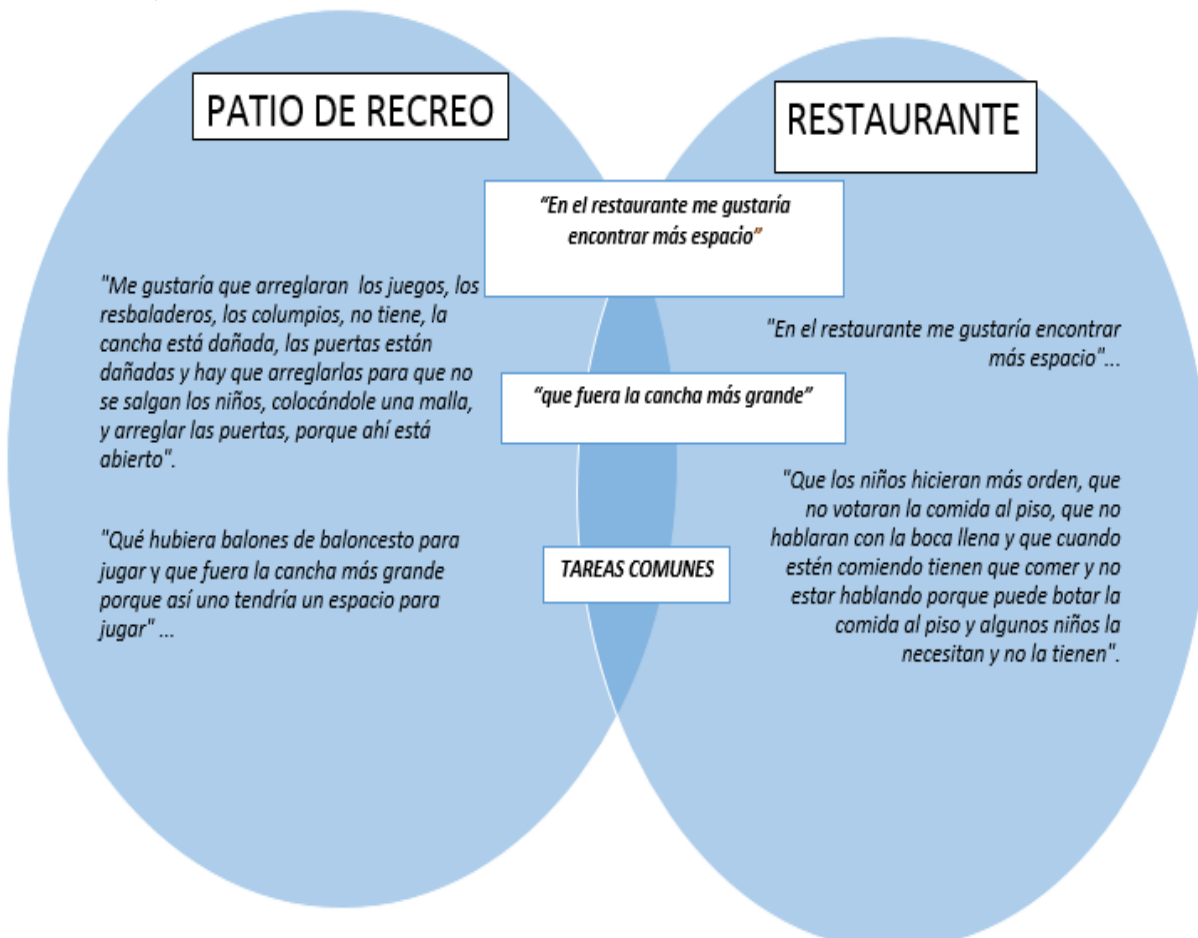 PATIO DE RECREO
RESTAURANTE
“En el restaurante me gustaría
encontrar más espacio”
"Me gustaría que arreglaran los juegos, los
resbaladeros, los columpios, no tiene, la
cancha está dañada, las puertas están
dañadas y hay que arreglarlas para que no
se salgan los niños, colocándole una malla,
y arreglar las puertas, porque ahí está
abierto".
"En el restaurante me gustaría encontrar
más espacio"...
“que fuera la cancha más grande”
"Qué hubiera balones de baloncesto para
jugar y que fuera la cancha más grande
porque así uno tendría un espacio para
jugar" ...
TAREAS COMUNES
"Que los niños hicieran más orden, que
no votaran la comida al piso, que no
hablaran con la boca llena y que cuando
estén comiendo tienen que comer y no
estar hablando porque puede botar la
comida al piso y algunos niños la
necesitan y no la tienen".